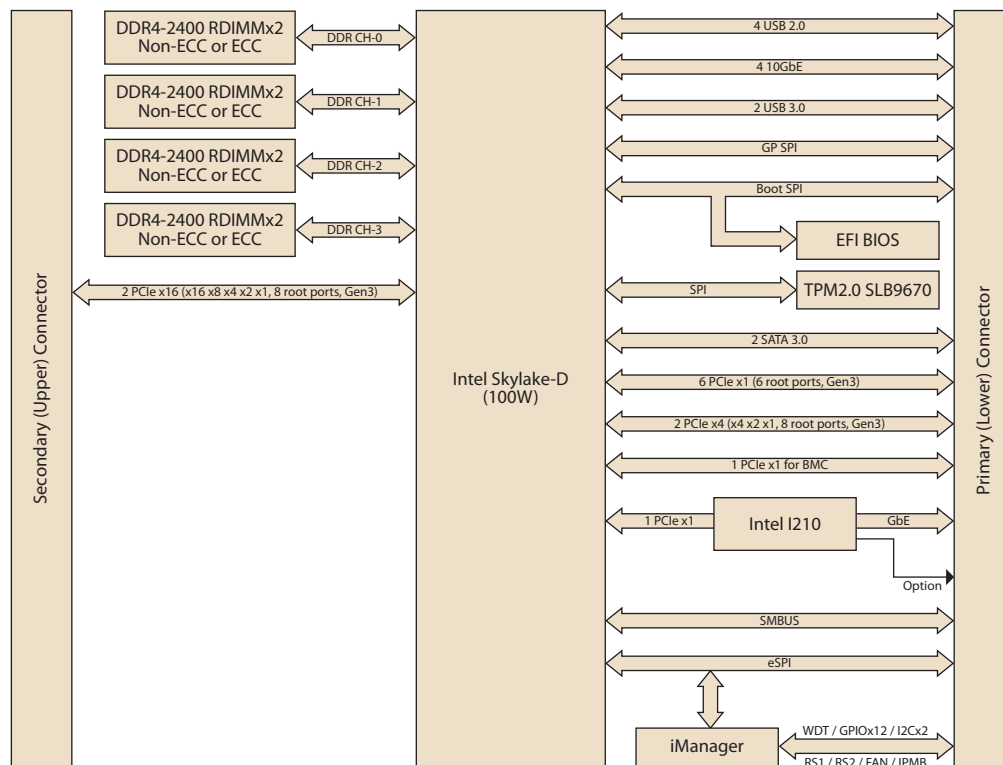 DDR4-2400 RDIMMx2
Non-ECC or ECC
DDR CH-0
DDR4-2400 RDIMMx2
Non-ECC or ECC
DDR CH-1
DDR4-2400 RDIMMx2
Non-ECC or ECC
DDR CH-2
DDR4-2400 RDIMMx2
Non-ECC or ECC
DDR CH-3
2 PCIe x16 (x16 x8 x4 x2 x1, 8 root ports, Gen3)
Secondary (Upper) Connector
Intel Skylake-D
(100W)
4 USB 2.0
4 10GbE
2 USB 3.0
GP SPI
Boot SPI
EFI BIOS
SPI
TPM2.0 SLB9670
2 SATA 3.0
6 PCIe x1 (6 root ports, Gen3)
2 PCIe x4 (x4 x2 x1, 8 root ports, Gen3)
1 PCIe x1 for BMC
1 PCIe x1
Intel I210
GbE
Option
SMBUS
eSPI
iManager
WDT / GPIOx12 / I2Cx2
RS1 / RS2 / FAN / IPMB
Primary (Lower) Connector